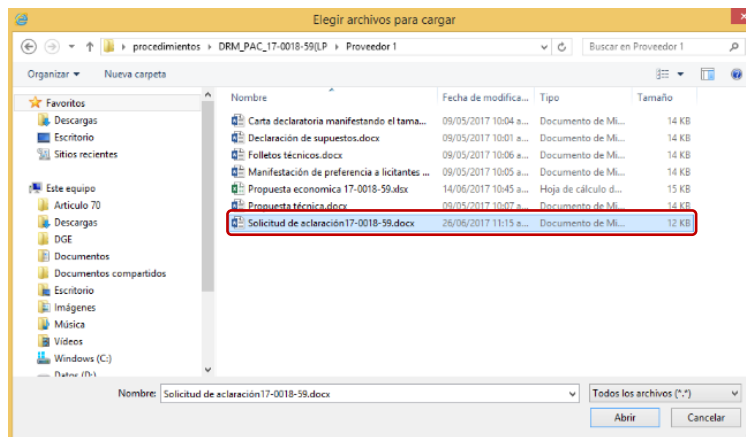 Elegir archivos para cargar
procedimientos ▸ DRM_PAC_17-0018-59(LP ▸ Proveedor 1
Buscar en Proveedor 1
Organizar
Nueva carpeta
Favoritos
Descargas
Escritorio
Sitios recientes
Este equipo
Articulo 70
Descargas
DGE
Documentos
Documentos compartidos
Escritorio
Imágenes
Música
Vídeos
Windows (C:)
Datos (D:)
Nombre Fecha de modifica... Tipo Tamaño
Carta declaratoria manifestando el tama... 09/05/2017 10:04 a... Documento de Mi... 14 KB
Declaración de supuestos.docx 09/05/2017 10:01 a... Documento de Mi... 14 KB
Folletos técnicos.docx 09/05/2017 10:06 a... Documento de Mi... 14 KB
Manifestación de preferencia a licitantes ... 09/05/2017 10:05 a... Documento de Mi... 14 KB
Propuesta economica 17-0018-59.xlsx 14/06/2017 10:45 a... Hoja de cálculo d... 15 KB
Propuesta técnica.docx 09/05/2017 10:07 a... Documento de Mi... 14 KB
Solicitud de aclaración17-0018-59.docx 26/06/2017 11:15 a... Documento de Mi... 12 KB
Nombre: Solicitud de aclaración17-0018-59.docx
Todos los archivos (*.*)
Abrir
Cancelar